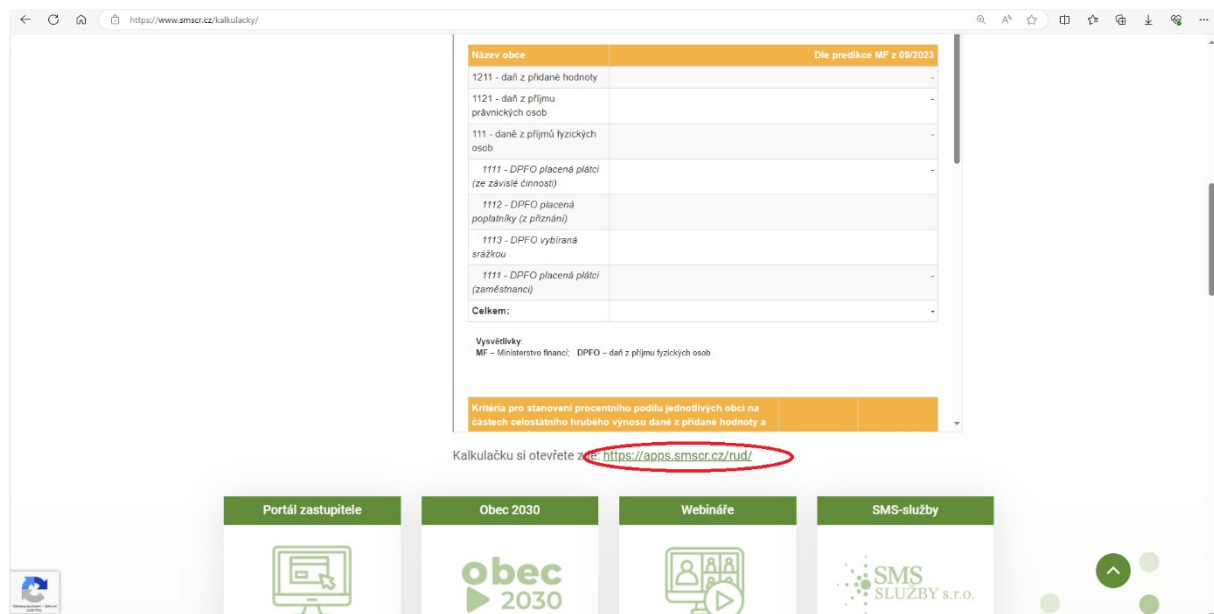 https://www.smscr.cz/kalkulacky/
Název obce Dle predikce MF z 09/2023
1211 - daň z přidané hodnoty -
1121 - daň z příjmu
právnických osob -
111 - daně z příjmů fyzických
osob -
1111 - DPFO placená plátci
(ze závislé činnosti) -
1112 - DPFO placená
poplatníky (z přiznání)
1113 - DPFO vybíraná
srážkou
1111 - DPFO placená plátci
(zaměstnanci) -
Celkem: -
Vysvětlivky:
MF – Ministerstvo financí; DPFO – daň z příjmu fyzických osob
Kritéria pro stanovení procentního podílu jednotlivých obcí na
částech celostátního hrubého výnosu daně z přidané hodnoty a
Kalkulačku si otevřete zde: https://apps.smscr.cz/rud/
Portál zastupitele
Obec 2030
Webináře
SMS-služby
obec
2030
SMS
SLUŽBY s.r.o.